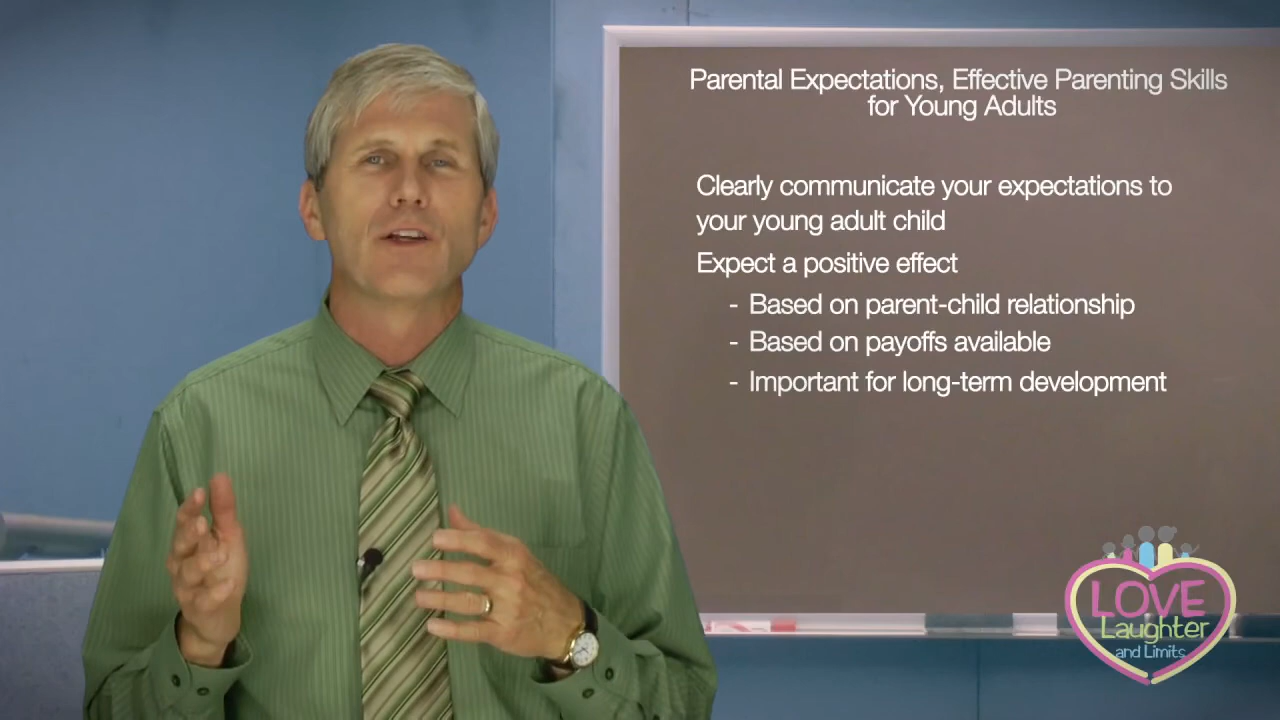 Parental Expectations, Effective Parenting Skills
for Young Adults
Clearly communicate your expectations to
your young adult child
Expect a positive effect
- Based on parent-child relationship
- Based on payoffs available
- Important for long-term development
LOVE
Laughter
and Limits